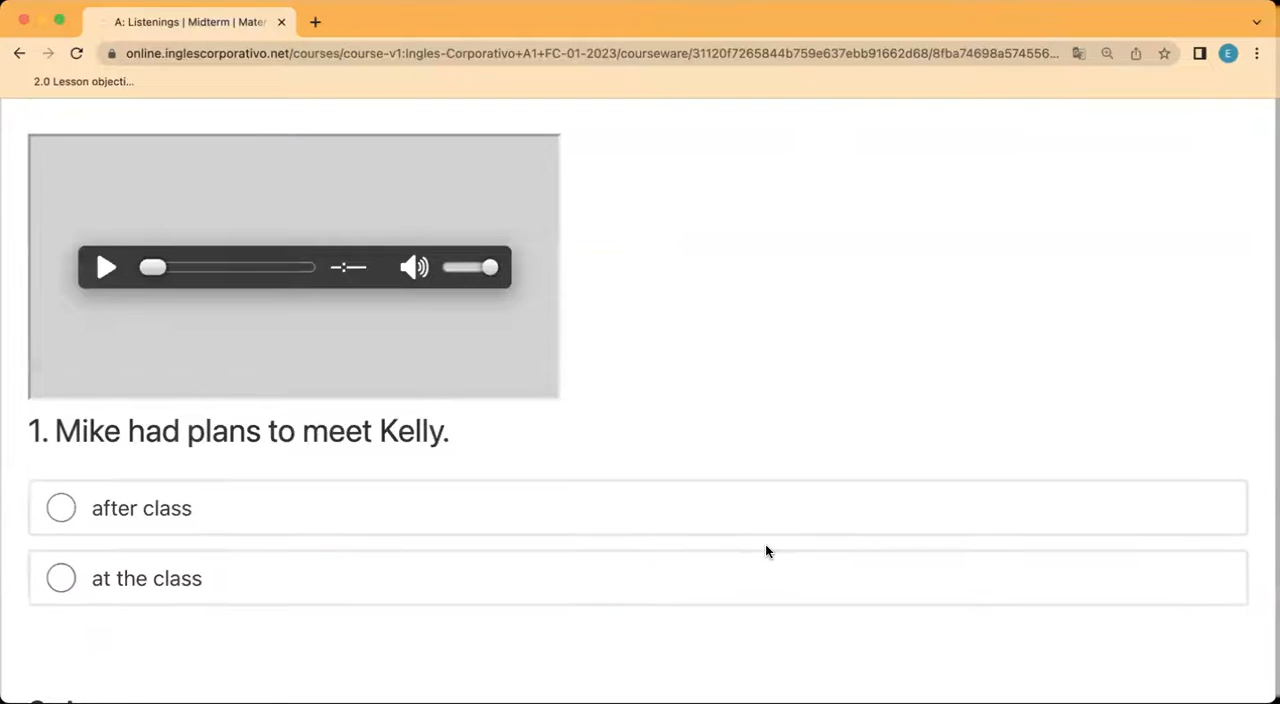 A: Listenings | Midterm | Mater
online.inglescorporativo.net/courses/course-v1:Ingles-Corporativo+A1+FC-01-2023/courseware/31120f7265844b759e637ebb91662d68/8fba74698a574556...
E
2.0 Lesson objecti...
1. Mike had plans to meet Kelly.
after class
at the class